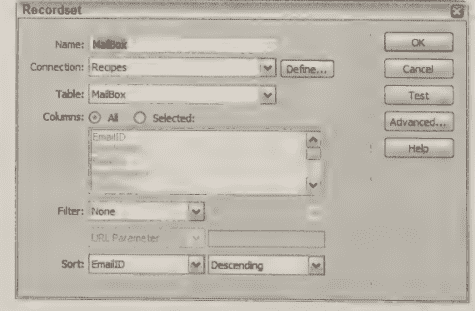 Recordset
Name: MailBox
OK
Connection: Recipes Define...
Cancel
Table: MailBox
Test
Columns: All Selected:
Advanced...
EmailID
Help
Filter: None
URL Parameter
Sort: EmailID Descending